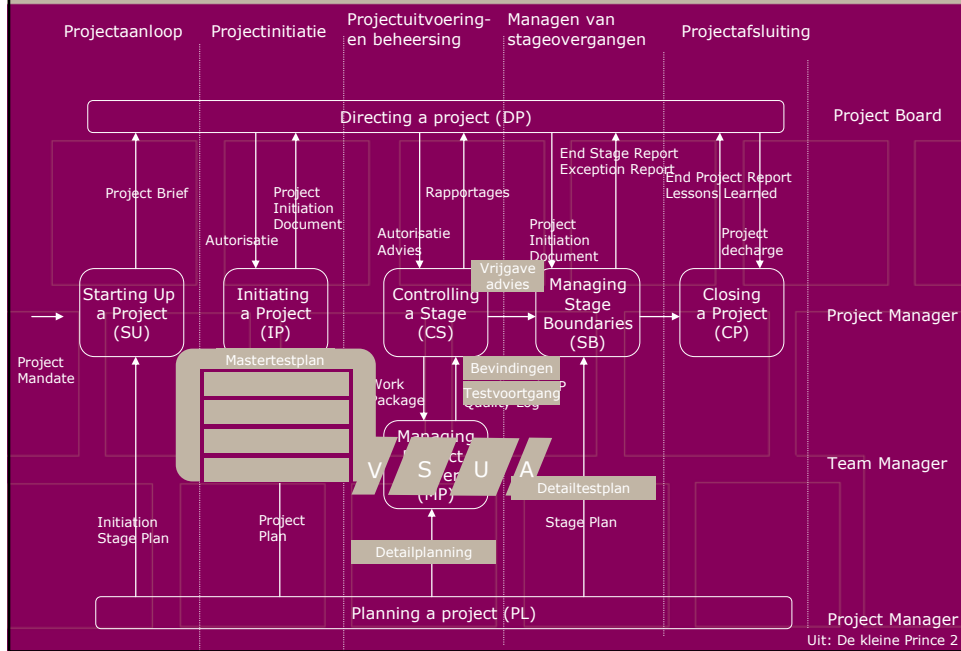 Projectaanloop
Projectinitiatie
Projectuitvoering-
en beheersing
Managen van
stageovergangen
Projectafsluiting
Directing a project (DP)
Project Board
Project Brief
Autorisatie
Project
Initiation
Document
Autorisatie
Advies
Rapportages
End Stage Report
Exception Report
Project
Initiation
Document
End Project Report
Lessons Learned
Project
decharge
Vrijgave
advies
Starting Up
a Project
(SU)
Initiating
a Project
(IP)
Controlling
a Stage
(CS)
Managing
Stage
Boundaries
(SB)
Closing
a Project
(CP)
Project Manager
Project
Mandate
Mastertestplan
Work
Package
Bevindingen
Testvoortgang
Quality Log
Managing
(MP)
V S U A
Team Manager
Detailtestplan
Initiation
Stage Plan
Project
Plan
Detailplanning
Stage Plan
Planning a project (PL)
Project Manager
Uit: De kleine Prince 2